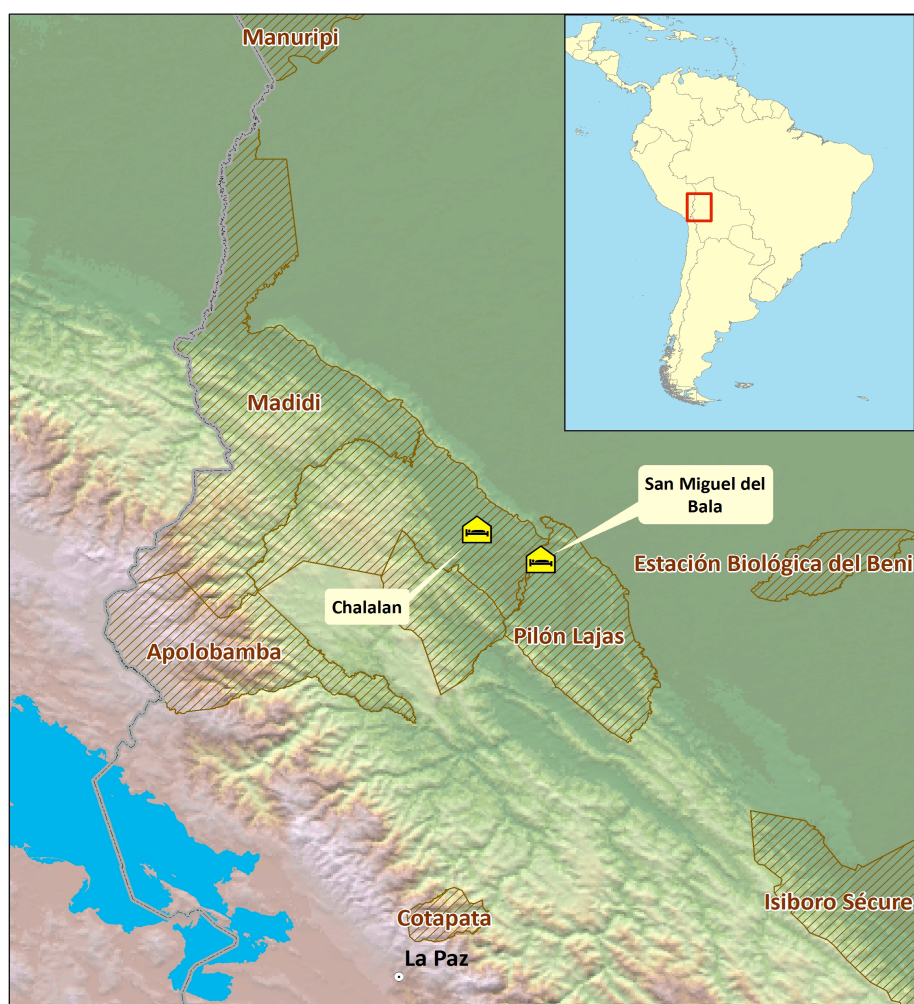 Manuripi
Madidi
San Miguel del
Bala
Estación Biológica del Beni
Chalalan
Pilón Lajas
Apolobamba
Isiboro Sécure
Cotapata
La Paz